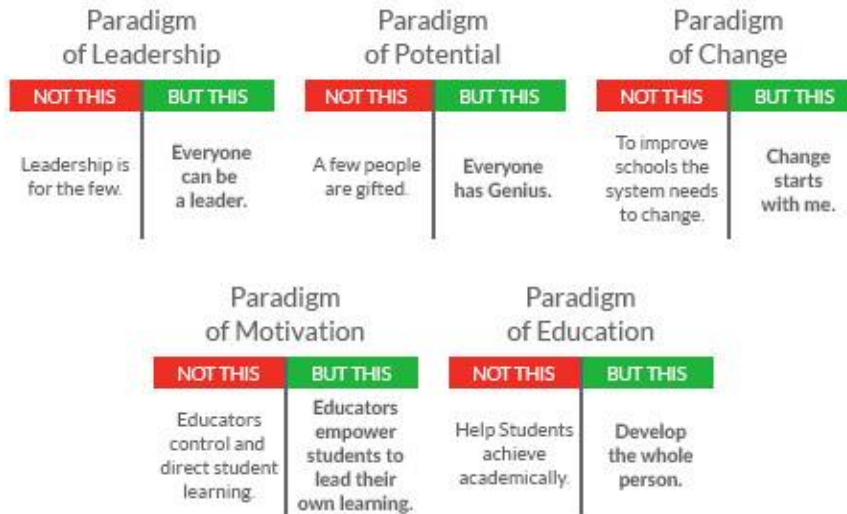 Paradigm
of Leadership
NOT THIS
BUT THIS
Leadership is
for the few.
Everyone
can be
a leader.
Paradigm
of Potential
NOT THIS
BUT THIS
A few people
are gifted.
Everyone
has Genius.
Paradigm
of Change
NOT THIS
BUT THIS
To improve
schools the
system needs
to change.
Change
starts
with me.
Paradigm
of Motivation
NOT THIS
BUT THIS
Educators
control and
direct student
learning.
Educators
empower
students to
lead their
own learning.
Paradigm
of Education
NOT THIS
BUT THIS
Help Students
achieve
academically.
Develop
the whole
person.